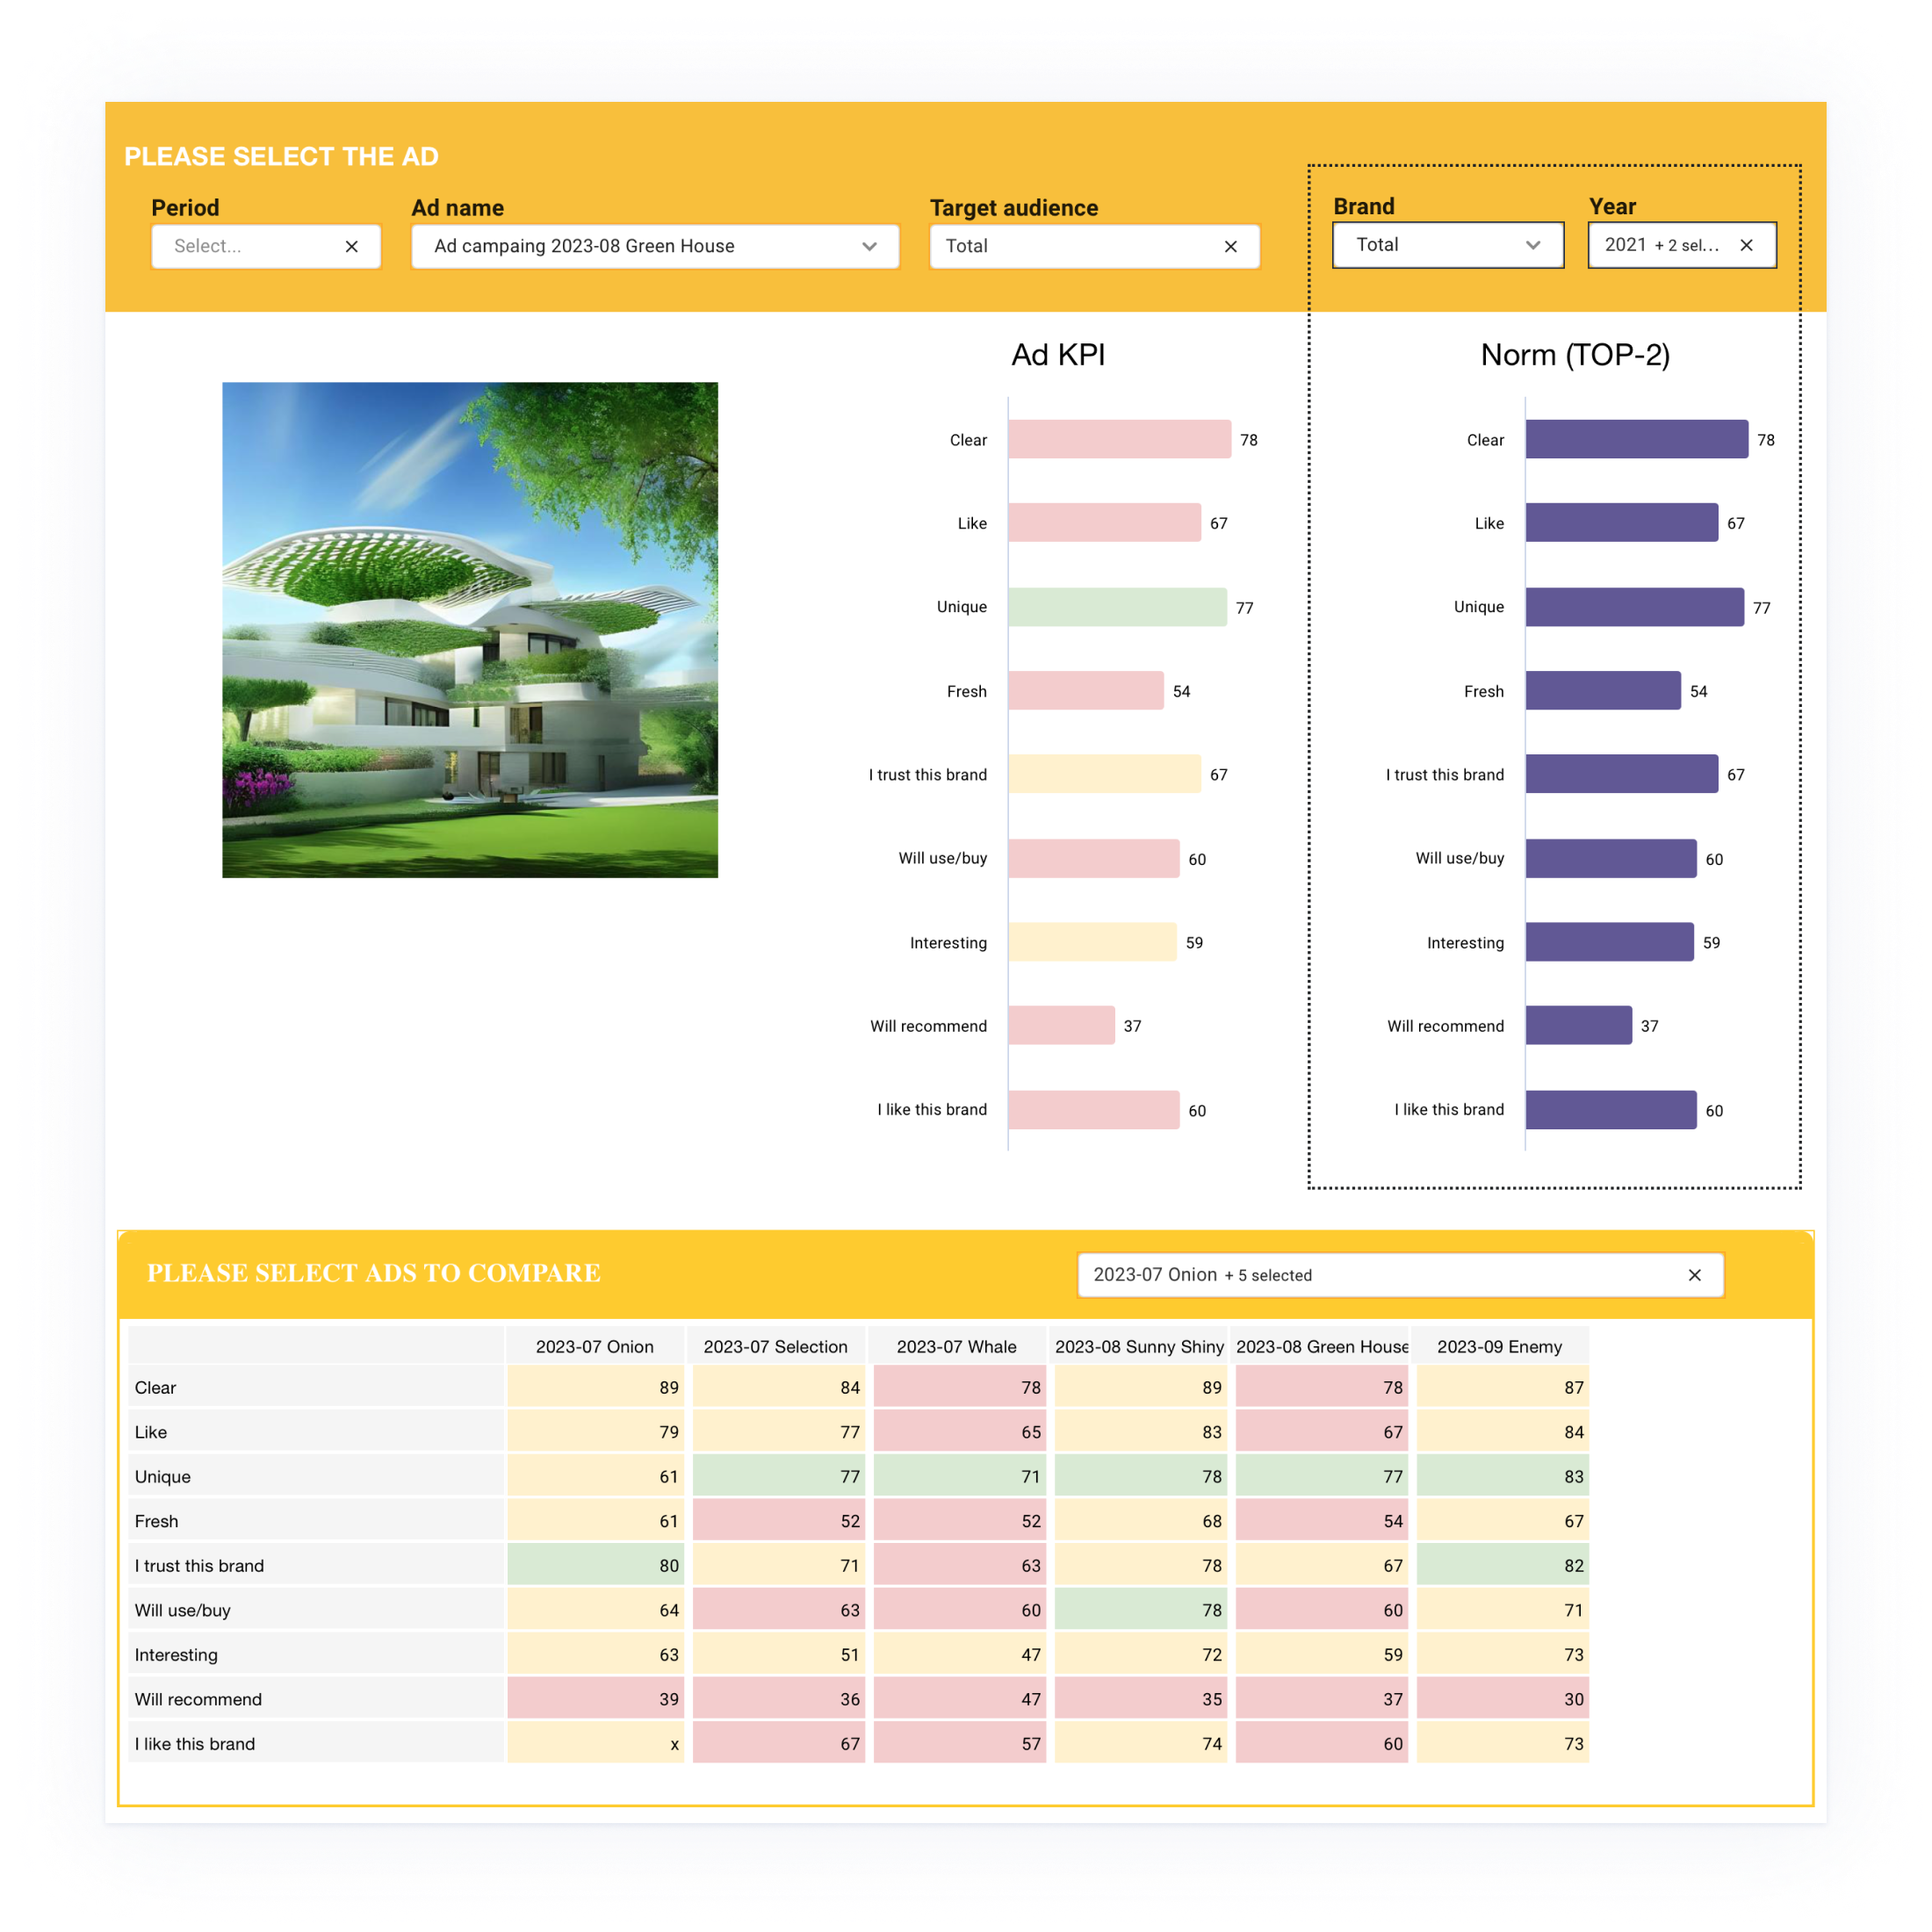 PLEASE SELECT THE AD
Period Ad name Target audience Brand Year
Select... Ad campaing 2023-08 Green House Total Total 2021 + 2 sel...
Ad KPI Norm (TOP-2)
Clear 78 Clear 78
Like 67 Like 67
Unique 77 Unique 77
Fresh 54 Fresh 54
I trust this brand 67 I trust this brand 67
Will use/buy 60 Will use/buy 60
Interesting 59 Interesting 59
Will recommend 37 Will recommend 37
I like this brand 60 I like this brand 60
PLEASE SELECT ADS TO COMPARE 2023-07 Onion + 5 selected
2023-07 Onion 2023-07 Selection 2023-07 Whale 2023-08 Sunny Shiny 2023-08 Green House 2023-09 Enemy
Clear 89 84 78 89 78 87
Like 79 77 65 83 67 84
Unique 61 77 71 78 77 83
Fresh 61 52 52 68 54 67
I trust this brand 80 71 63 78 67 82
Will use/buy 64 63 60 78 60 71
Interesting 63 51 47 72 59 73
Will recommend 39 36 47 35 37 30
I like this brand x 67 57 74 60 73